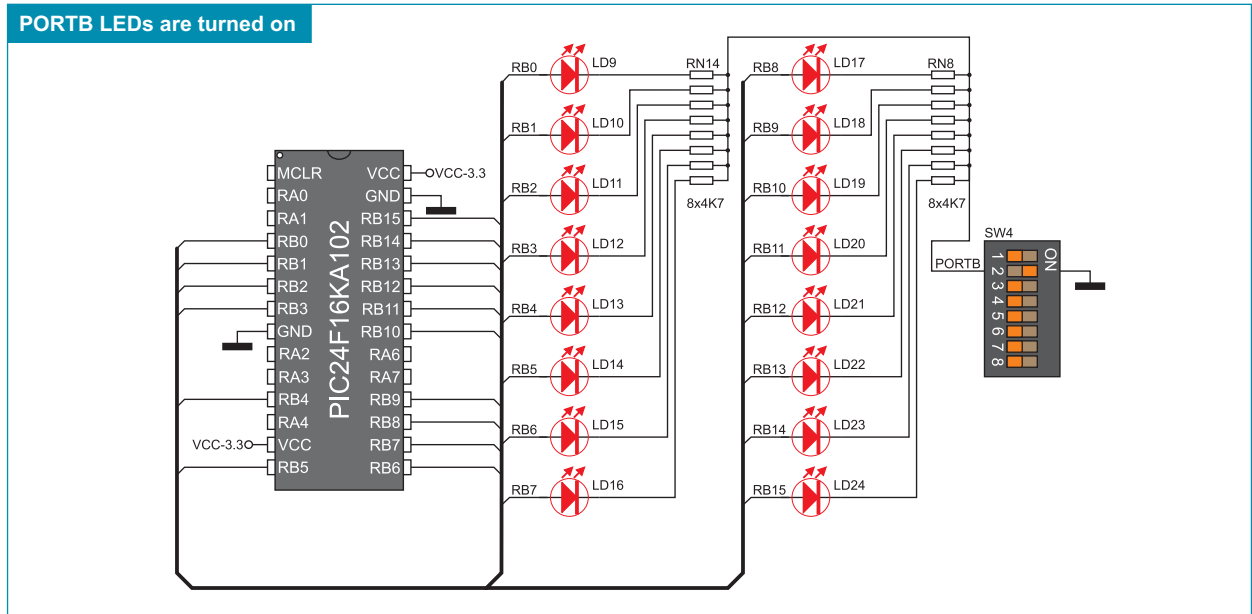 PORTB LEDs are turned on
PIC24F16KA102
MCLR
RA0
RA1
RB0
RB1
RB2
RB3
GND
RA2
RA3
RB4
RA4
VCC
RB5
VCC
GND
RB15
RB14
RB13
RB12
RB11
RB10
RA6
RA7
RB9
RB8
RB7
RB6
VCC-3.3
VCC-3.3
RB0 LD9
RB1 LD10
RB2 LD11
RB3 LD12
RB4 LD13
RB5 LD14
RB6 LD15
RB7 LD16
RN14
8x4K7
RB8 LD17
RB9 LD18
RB10 LD19
RB11 LD20
RB12 LD21
RB13 LD22
RB14 LD23
RB15 LD24
RN8
8x4K7
SW4
PORTB
ON
1
2
3
4
5
6
7
8